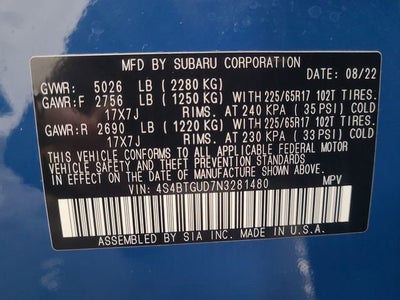 MFD BY SUBARU CORPORATION
GVWR: 5026 LB (2280 KG) DATE: 08/22
GAWR:F 2756 LB (1250 KG) WITH 225/65R17 102T TIRES.
17X7J RIMS. AT 240 KPA (35 PSI) COLD
GAWR:R 2690 LB (1220 KG) WITH 225/65R17 102T TIRES.
17X7J RIMS. AT 230 KPA (33 PSI) COLD
THIS VEHICLE CONFORMS TO ALL APPLICABLE FEDERAL MOTOR
VEHICLE SAFETY, BUMPER, AND THEFT PREVENTION STANDARDS
IN EFFECT ON THE DATE OF MANUFACTURE SHOWN ABOVE.
VIN: 4S4BTGUD7N3281480 MPV
ASSEMBLED BY SIA INC. IN U.S.A.